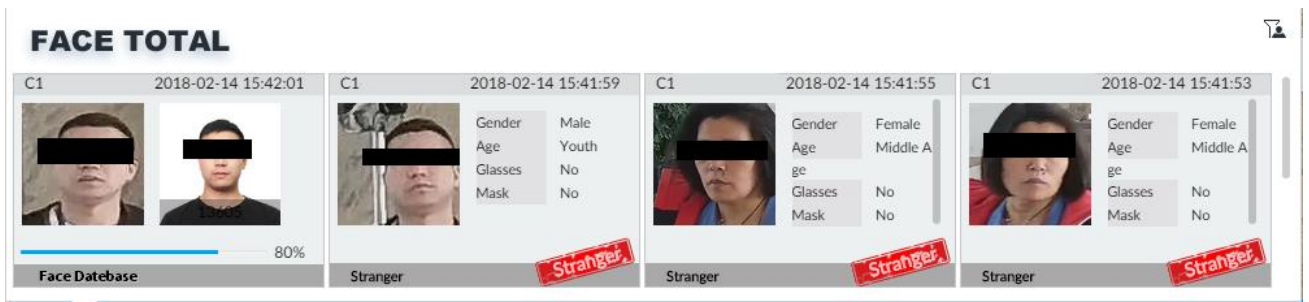 FACE TOTAL
C1 2018-02-14 15:42:01
13605
80%
Face Datebase
C1 2018-02-14 15:41:59
Gender Male
Age Youth
Glasses No
Mask No
Stranger
Stranger
C1 2018-02-14 15:41:55
Gender Female
Age Middle A
ge
Glasses No
Mask No
Stranger
Stranger
C1 2018-02-14 15:41:53
Gender Female
Age Middle A
ge
Glasses No
Mask No
Stranger
Stranger